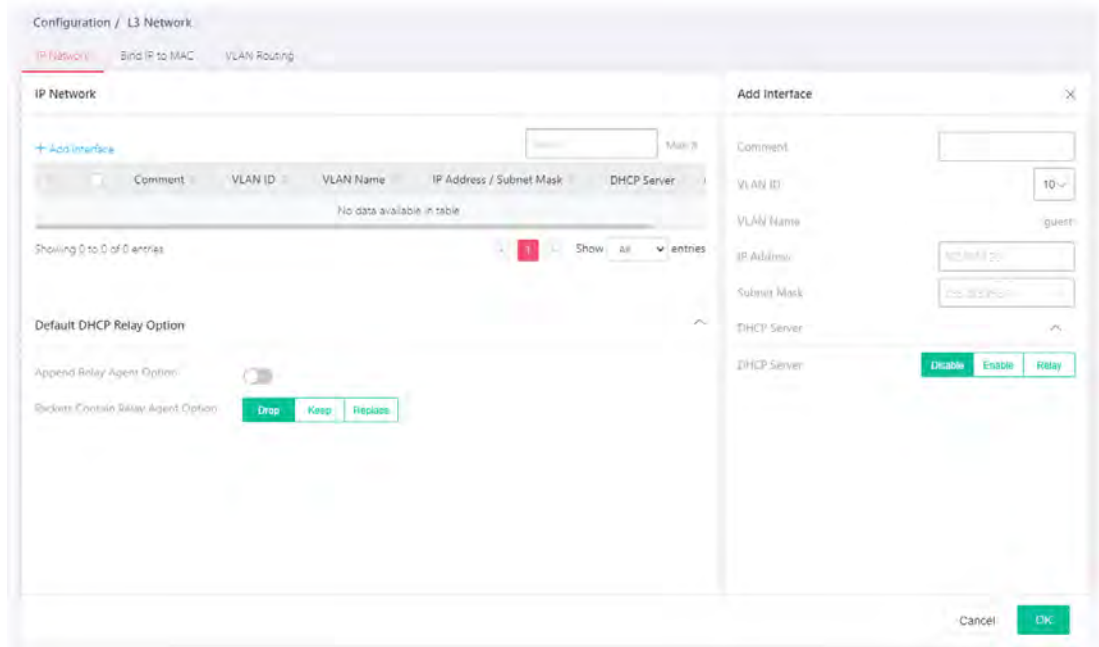 Configuration / L3 Network
IP Network Bind IP to MAC VLAN Routing
IP Network
+ Add Interface
Comment VLAN ID VLAN Name IP Address / Subnet Mask DHCP Server
No data available in table
Showing 0 to 0 of 0 entries
1 Show All entries
Default DHCP Relay Option
Append Relay Agent Option
Packets Contain Relay Agent Option Drop Keep Replace
Add Interface
Comment
VLAN ID 10
VLAN Name guest
IP Address
Subnet Mask
DHCP Server
DHCP Server Disable Enable Relay
Cancel OK